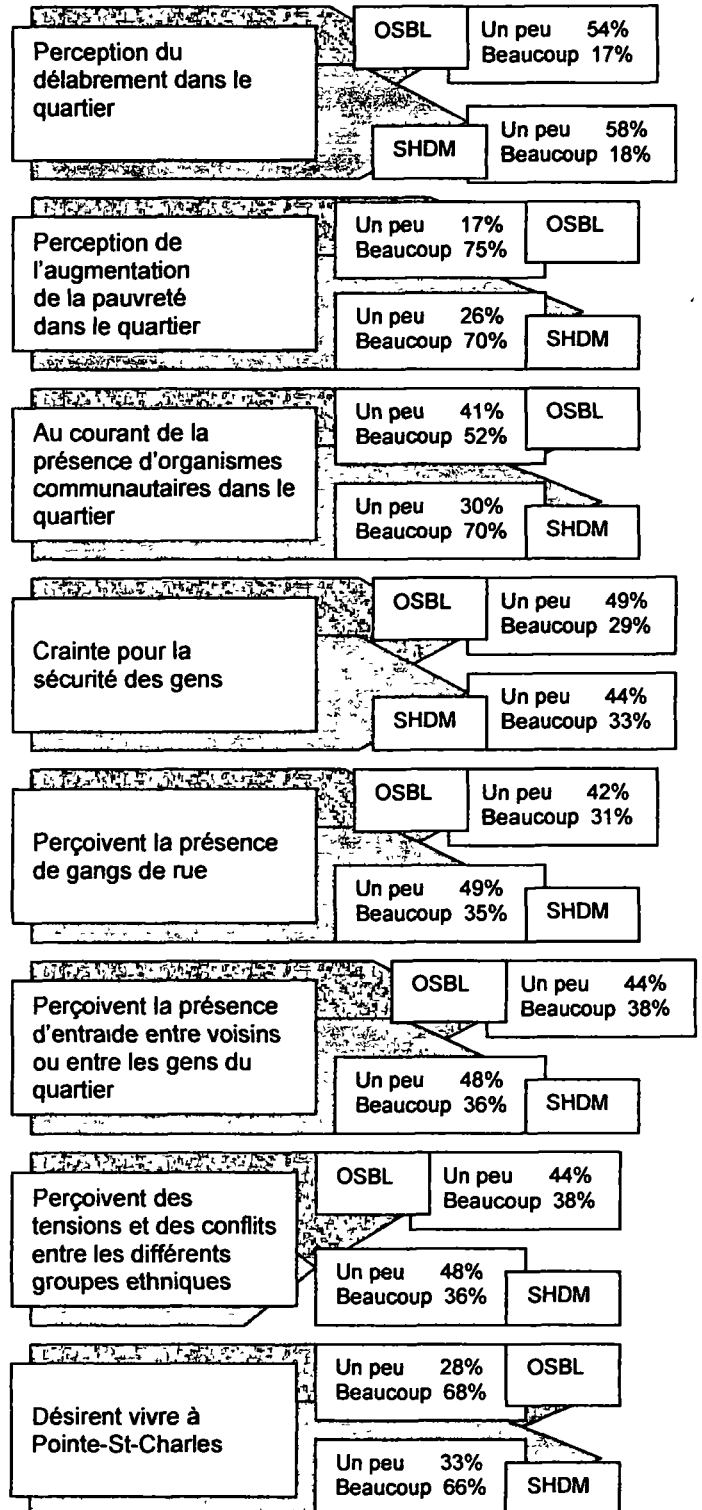 Perception du
délabrement dans le
quartier
OSBL
Un peu 54%
Beaucoup 17%
SHDM
Un peu 58%
Beaucoup 18%
Perception de
l'augmentation
de la pauvreté
dans le quartier
Un peu 17%
Beaucoup 75%
OSBL
Un peu 26%
Beaucoup 70%
SHDM
Au courant de la
présence d'organismes
communautaires dans le
quartier
Un peu 41%
Beaucoup 52%
OSBL
Un peu 30%
Beaucoup 70%
SHDM
Crainte pour la
sécurité des gens
OSBL
Un peu 49%
Beaucoup 29%
SHDM
Un peu 44%
Beaucoup 33%
Perçoivent la présence
de gangs de rue
OSBL
Un peu 42%
Beaucoup 31%
Un peu 49%
Beaucoup 35%
SHDM
Perçoivent la présence
d'entraide entre voisins
ou entre les gens du
quartier
OSBL
Un peu 44%
Beaucoup 38%
Un peu 48%
Beaucoup 36%
SHDM
Perçoivent des
tensions et des conflits
entre les différents
groupes ethniques
OSBL
Un peu 44%
Beaucoup 38%
Un peu 48%
Beaucoup 36%
SHDM
Désirent vivre à
Pointe-St-Charles
Un peu 28%
Beaucoup 68%
OSBL
Un peu 33%
Beaucoup 66%
SHDM